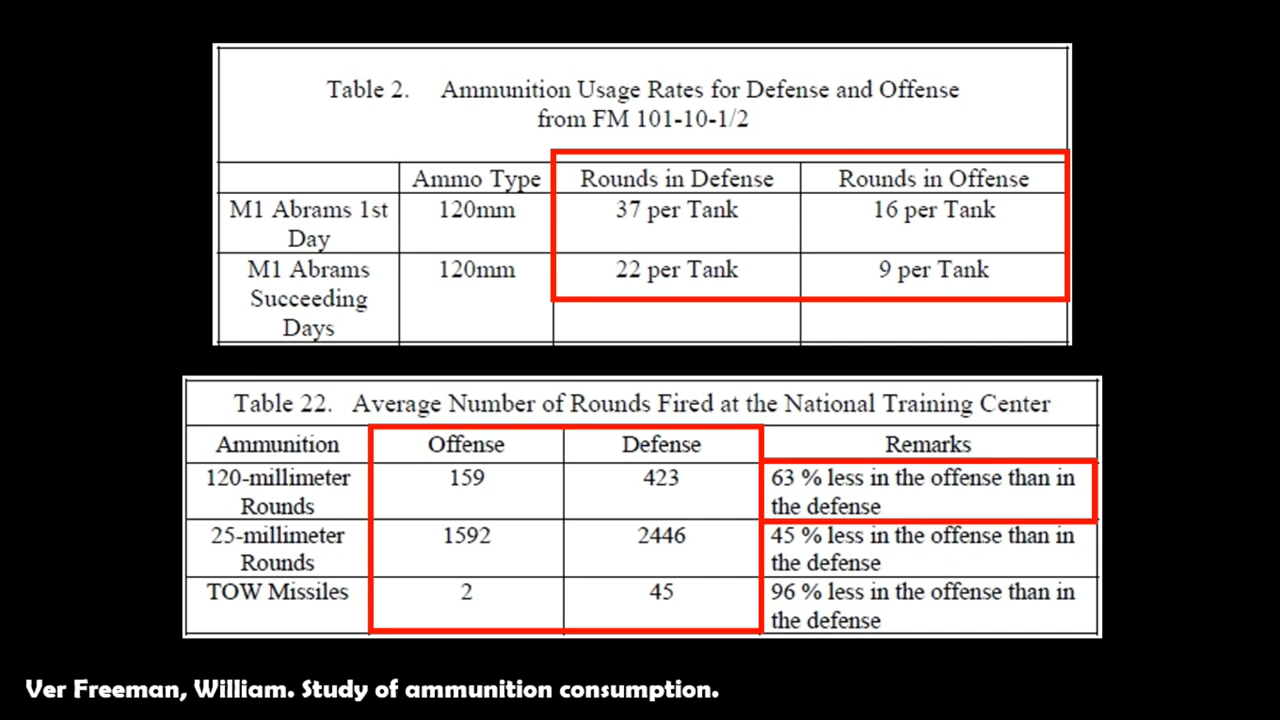 Table 2. Ammunition Usage Rates for Defense and Offense
from FM 101-10-1/2
Ammo Type Rounds in Defense Rounds in Offense
M1 Abrams 1st 120mm 37 per Tank 16 per Tank
Day
M1 Abrams 120mm 22 per Tank 9 per Tank
Succeeding
Days
Table 22. Average Number of Rounds Fired at the National Training Center
Ammunition Offense Defense Remarks
120-millimeter 159 423 63 % less in the offense than in
Rounds the defense
25-millimeter 1592 2446 45 % less in the offense than in
Rounds the defense
TOW Missiles 2 45 96 % less in the offense than in
the defense
Ver Freeman, William. Study of ammunition consumption.